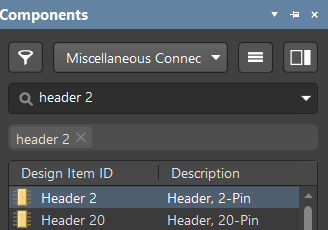 Components
Miscellaneous Connec
header 2
header 2
Design Item ID Description
Header 2 Header, 2-Pin
Header 20 Header, 20-Pin